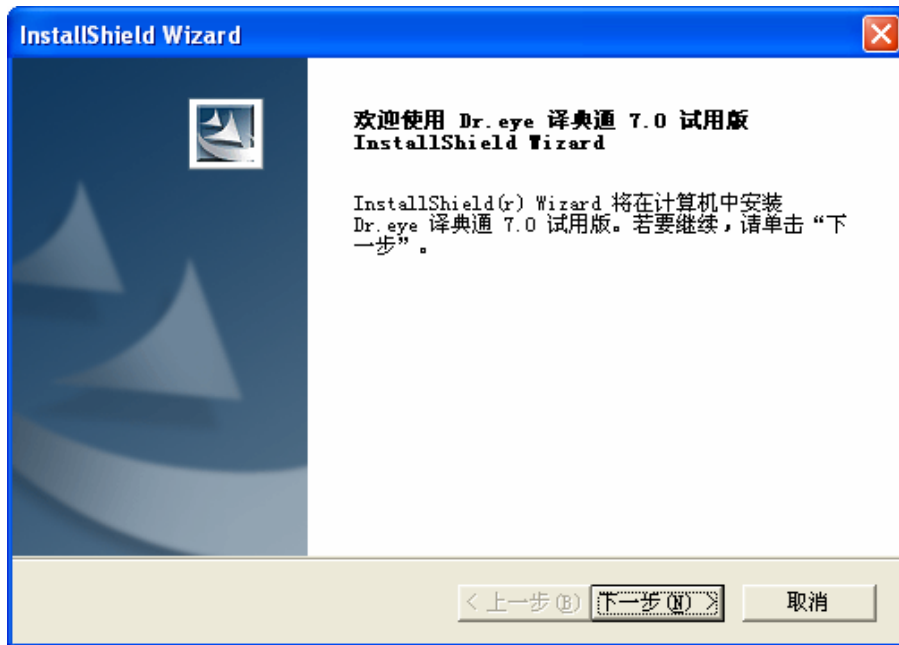 InstallShield Wizard
欢迎使用 Dr.eye 译典通 7.0 试用版
InstallShield Wizard
InstallShield(r) Wizard 将在计算机中安装
Dr.eye 译典通 7.0 试用版。若要继续，请单击“下
一步”。
< 上一步(B) 下一步(N) > 取消